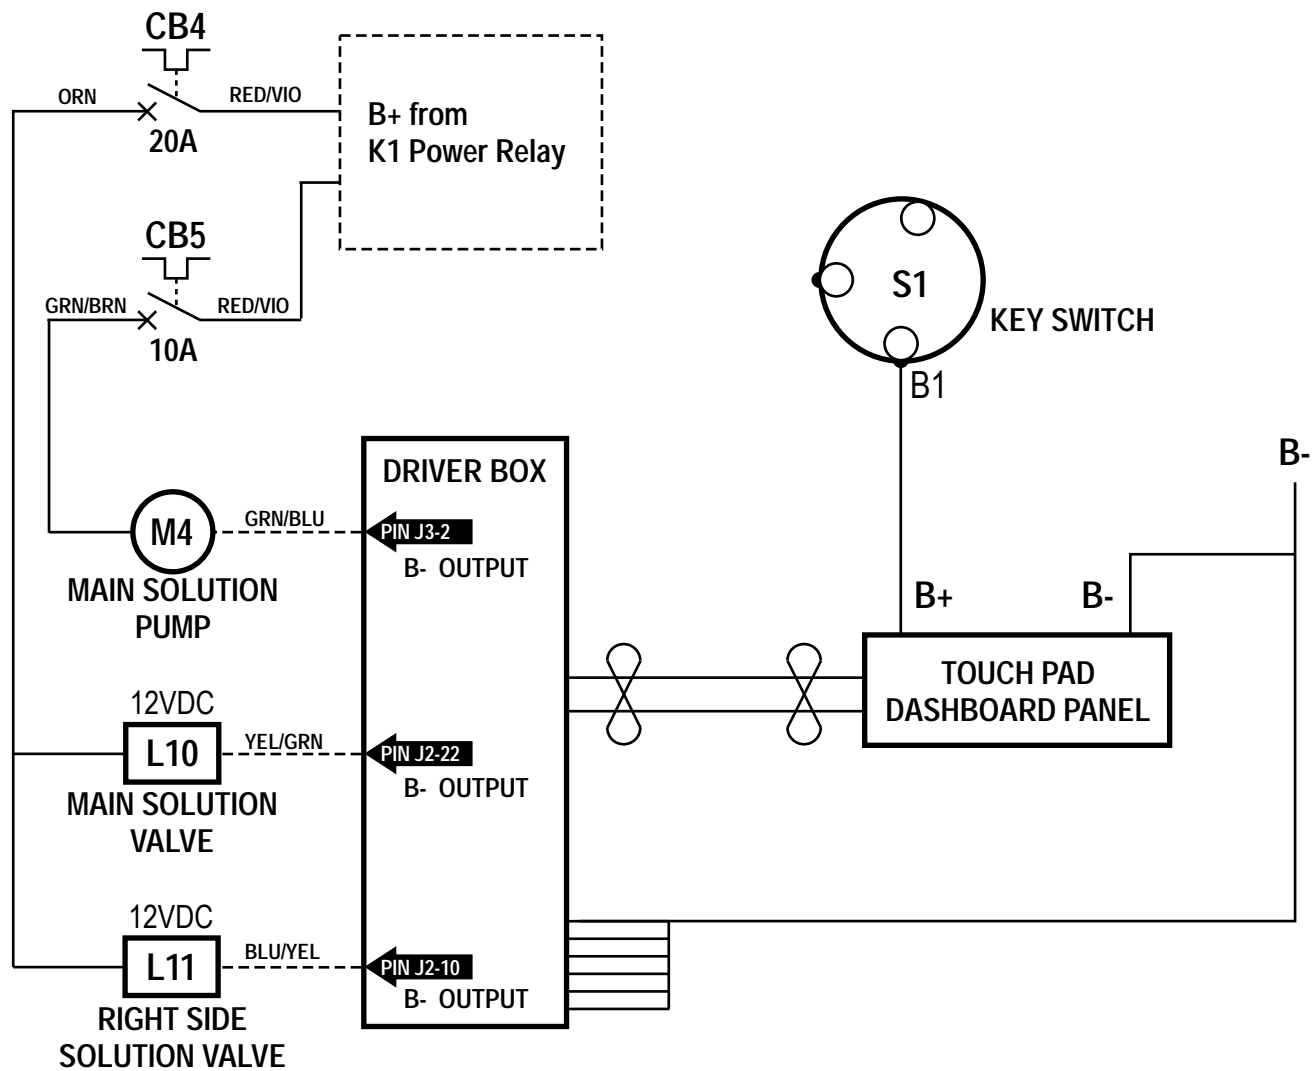 CB4
ORN
RED/VIO
20A
B+ from
K1 Power Relay
CB5
GRN/BRN
RED/VIO
10A
S1
KEY SWITCH
B1
B-
DRIVER BOX
M4
GRN/BLU
PIN J3-2
B- OUTPUT
MAIN SOLUTION
PUMP
B+
B-
TOUCH PAD
DASHBOARD PANEL
12VDC
L10
YEL/GRN
PIN J2-22
B- OUTPUT
MAIN SOLUTION
VALVE
12VDC
L11
BLU/YEL
PIN J2-10
B- OUTPUT
RIGHT SIDE
SOLUTION VALVE